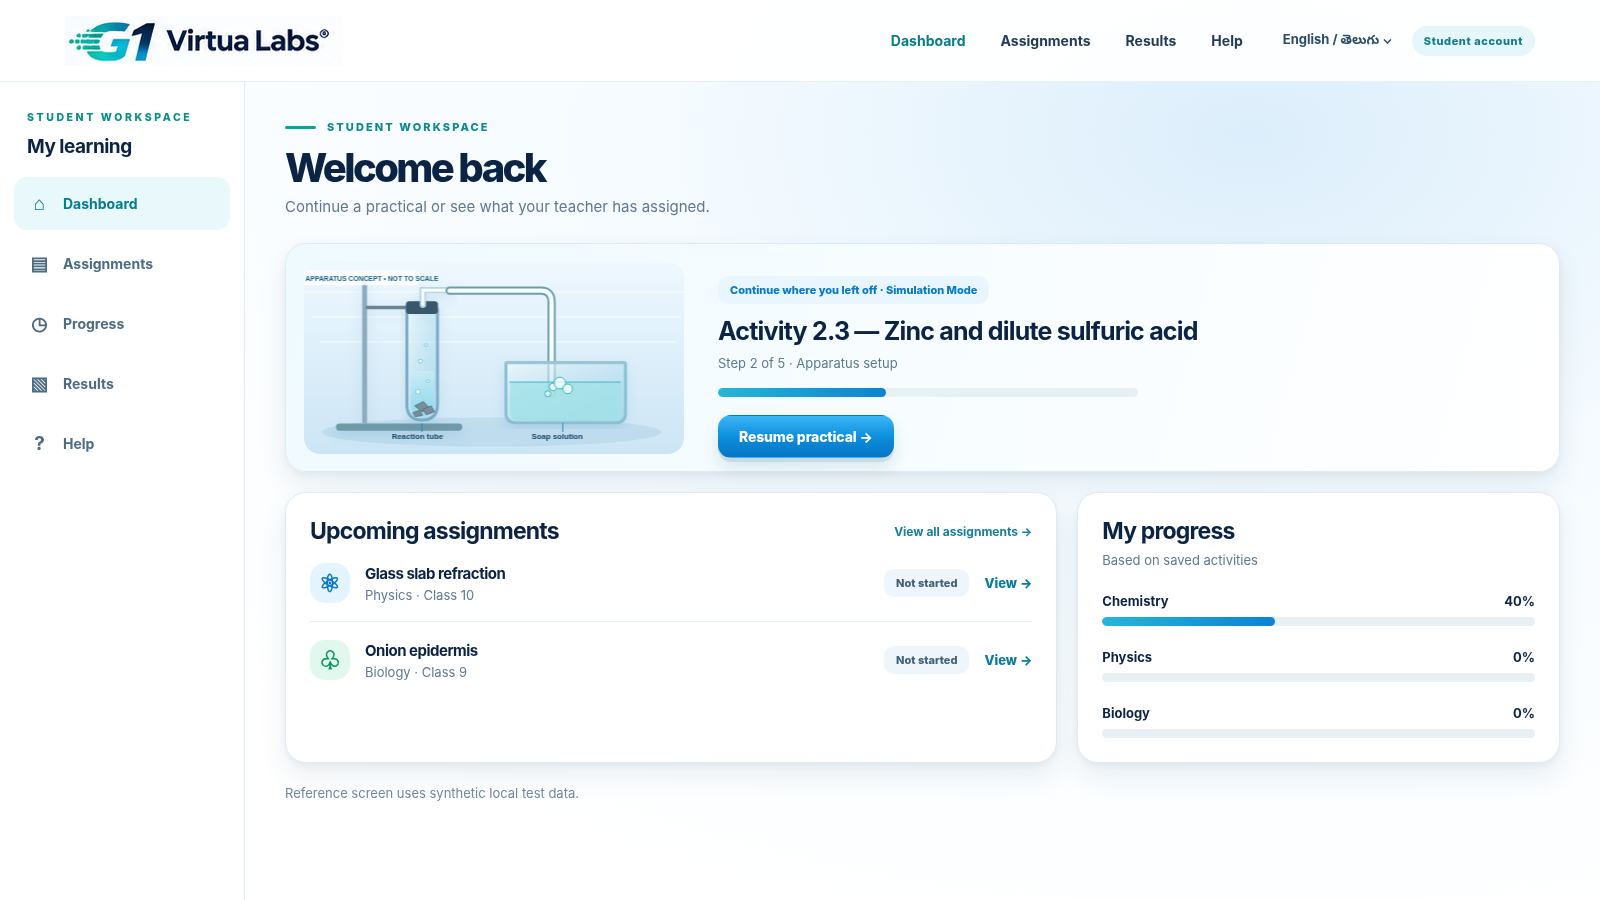 G1 Virtua Labs®
Dashboard
Assignments
Results
Help
English / తెలుగు
Student account
STUDENT WORKSPACE
My learning
Dashboard
Assignments
Progress
Results
? Help
STUDENT WORKSPACE
Welcome back
Continue a practical or see what your teacher has assigned.
APPARATUS CONCEPT • NOT TO SCALE
Reaction tube
Soap solution
Continue where you left off · Simulation Mode
Activity 2.3 — Zinc and dilute sulfuric acid
Step 2 of 5 · Apparatus setup
Resume practical →
Upcoming assignments
View all assignments →
Glass slab refraction
Physics · Class 10
Not started
View →
Onion epidermis
Biology · Class 9
Not started
View →
My progress
Based on saved activities
Chemistry 40%
Physics 0%
Biology 0%
Reference screen uses synthetic local test data.